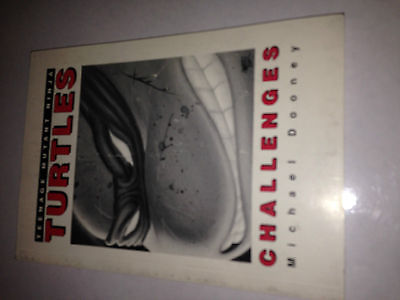 TEENAGE MUTANT NINJA
TURTLES
CHALLENGES
Michael Dooney